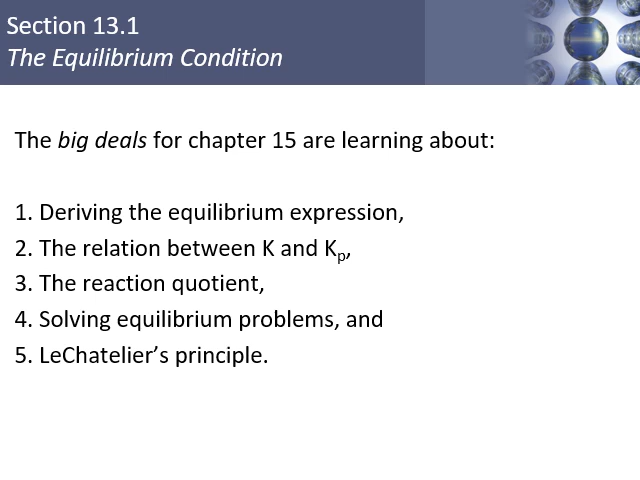 Section 13.1
The Equilibrium Condition
The big deals for chapter 15 are learning about:
1. Deriving the equilibrium expression,
2. The relation between K and Kp,
3. The reaction quotient,
4. Solving equilibrium problems, and
5. LeChatelier’s principle.